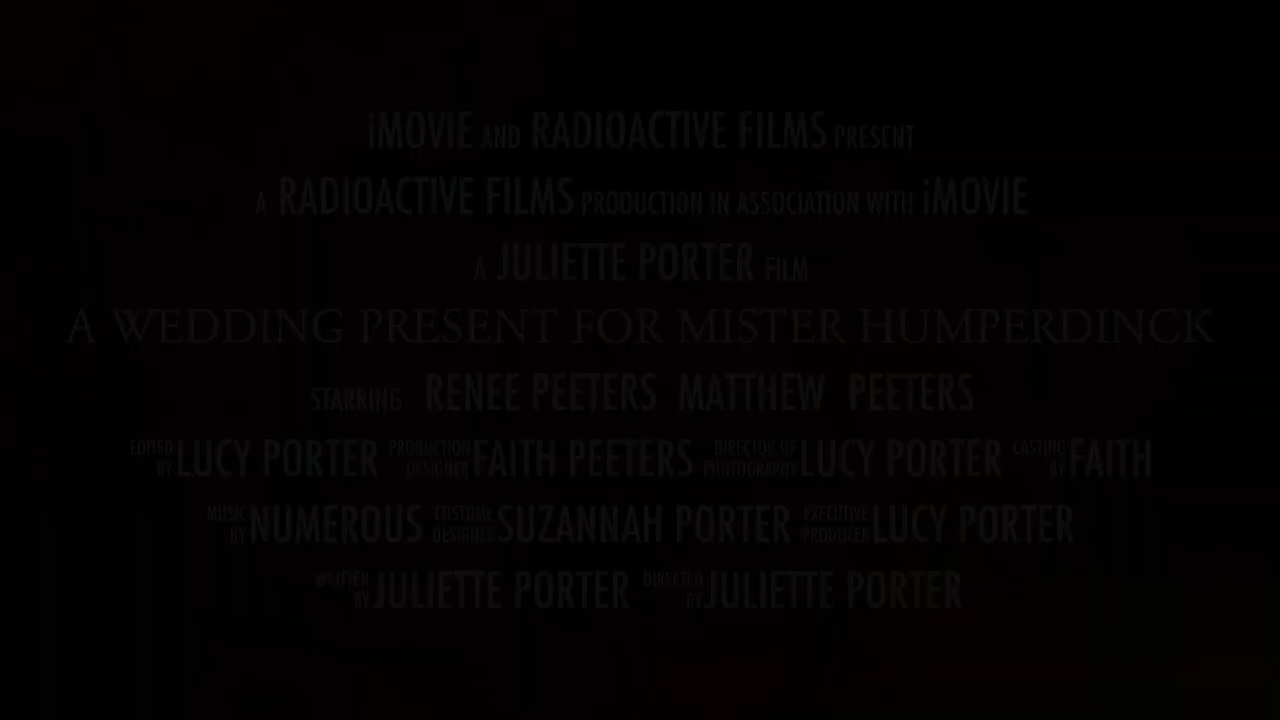 iMOVIE AND RADIOACTIVE FILMS PRESENT
A RADIOACTIVE FILMS PRODUCTION IN ASSOCIATION WITH iMOVIE
A JULIETTE PORTER FILM
A WEDDING PRESENT FOR MISTER HUMPERDINCK
STARRING RENEE PEETERS MATTHEW PEETERS
EDITED BY LUCY PORTER PRODUCTION DESIGNER FAITH PEETERS DIRECTOR OF PHOTOGRAPHY LUCY PORTER CASTING BY FAITH
MUSIC BY NUMEROUS COSTUME DESIGNER SUZANNAH PORTER EXECUTIVE PRODUCER LUCY PORTER
WRITTEN BY JULIETTE PORTER DIRECTED BY JULIETTE PORTER